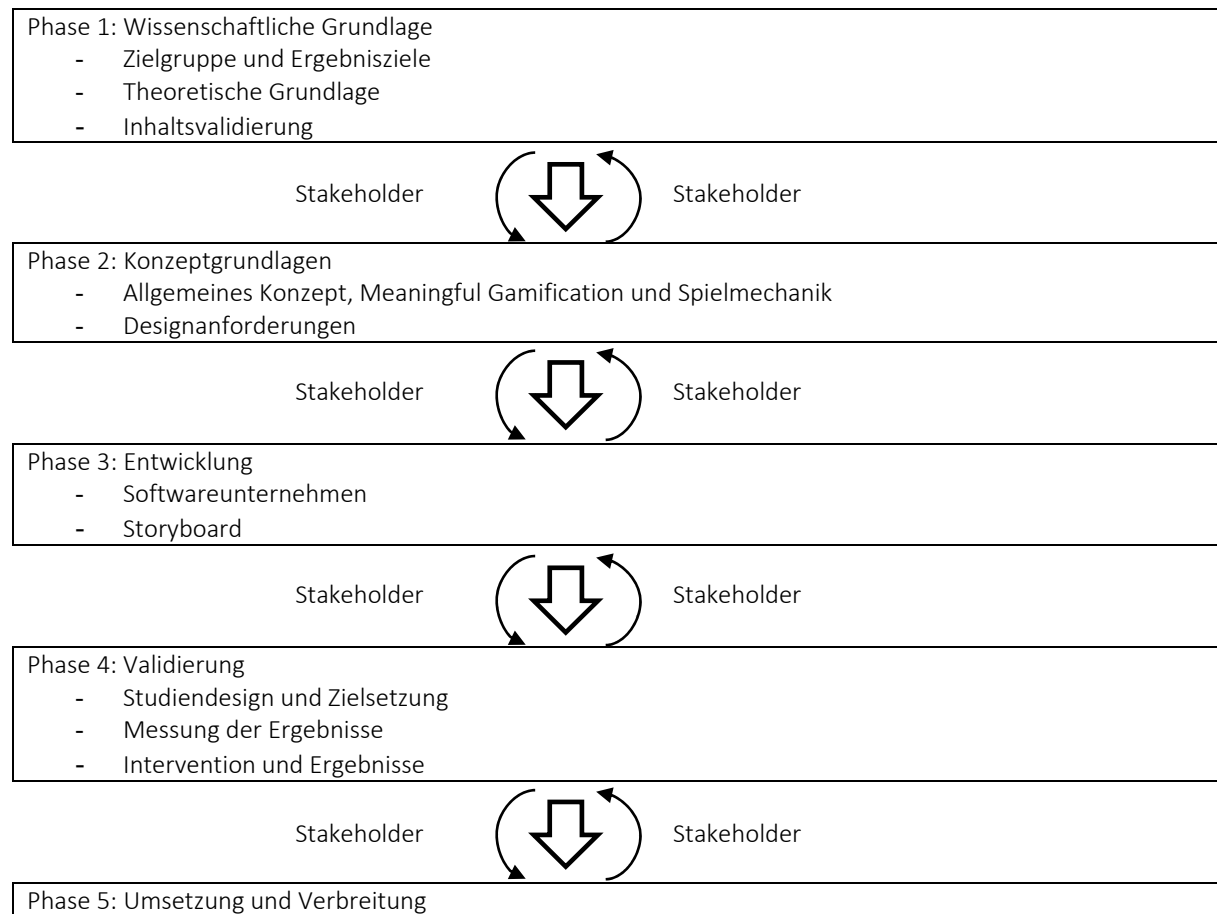 Phase 1: Wissenschaftliche Grundlage
- Zielgruppe und Ergebnisziele
- Theoretische Grundlage
- Inhaltsvalidierung
Stakeholder Stakeholder
Phase 2: Konzeptgrundlagen
- Allgemeines Konzept, Meaningful Gamification und Spielmechanik
- Designanforderungen
Stakeholder Stakeholder
Phase 3: Entwicklung
- Softwareunternehmen
- Storyboard
Stakeholder Stakeholder
Phase 4: Validierung
- Studiendesign und Zielsetzung
- Messung der Ergebnisse
- Intervention und Ergebnisse
Stakeholder Stakeholder
Phase 5: Umsetzung und Verbreitung